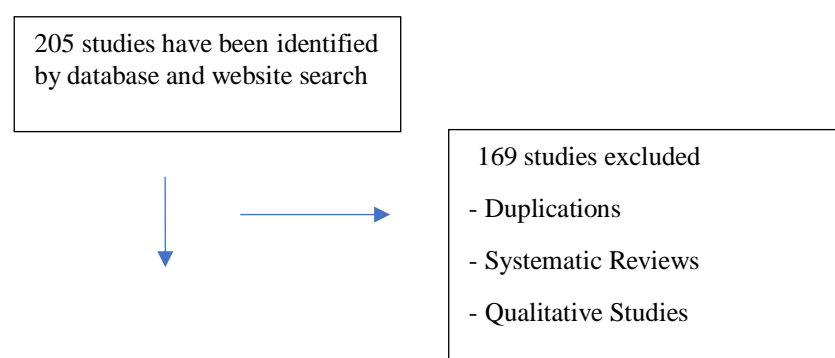 205 studies have been identified
by database and website search
169 studies excluded
- Duplications
- Systematic Reviews
- Qualitative Studies